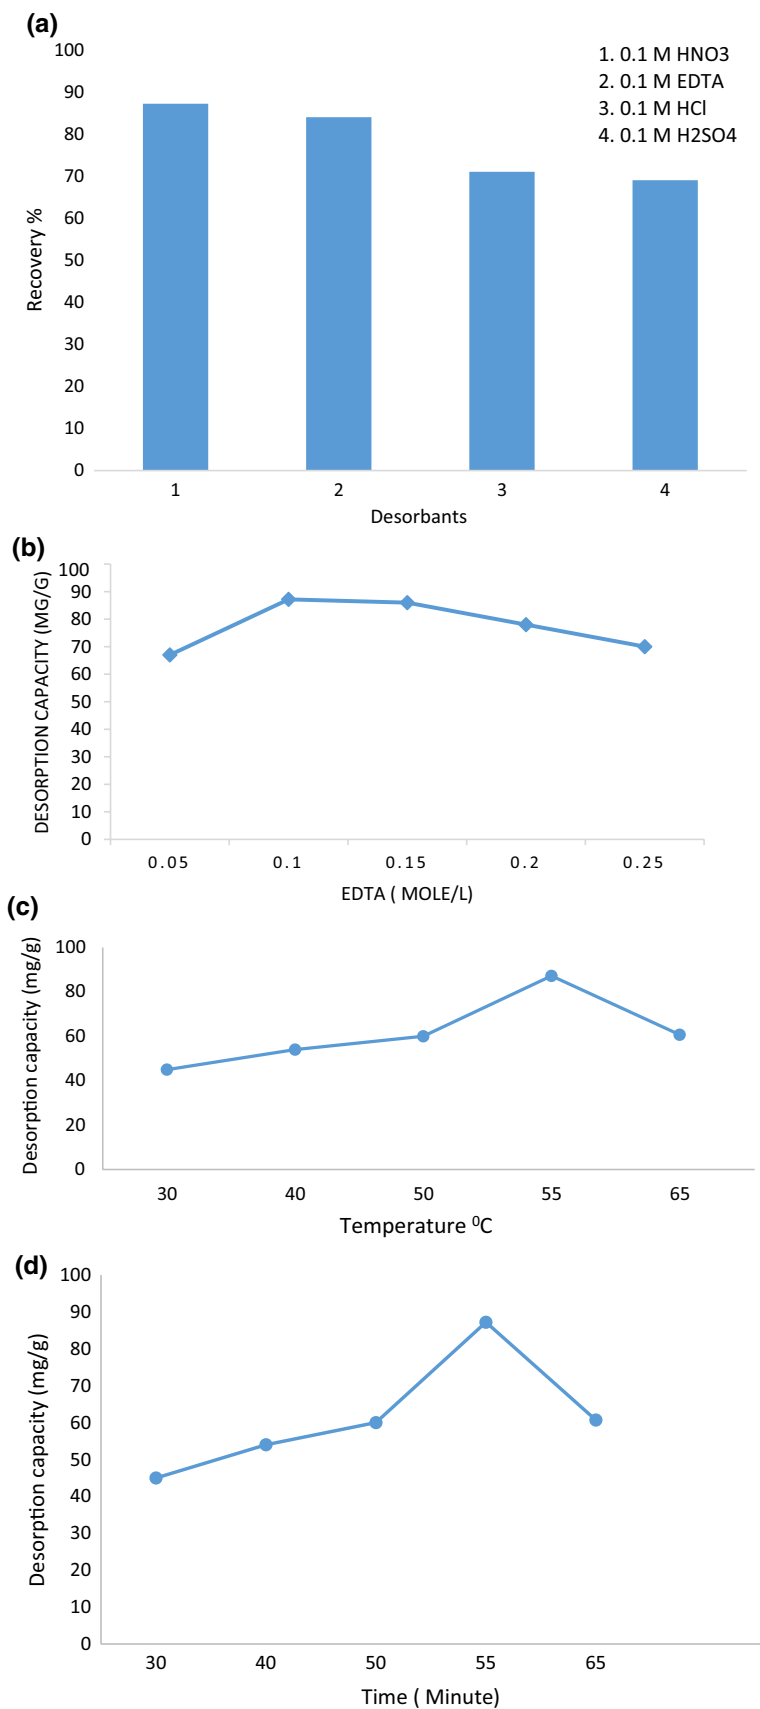 (a)
100
90
80
70
60
50
40
30
20
10
0
Recovery %
1. 0.1 M HNO3
2. 0.1 EDTA
3. 0.1 M HCl
4. 0.1 M H2SO4
1 2 3 4
Desorbants
(b)
100
90
80
70
60
50
40
30
20
10
0
DESORPTION CAPACITY (MG/G)
0.05 0.1 0.15 0.2 0.25
EDTA ( MOLE/L)
(c)
100
80
60
40
20
0
Desorption capacity (mg/g)
30 40 50 55 65
Temperature ⁰C
(d)
100
90
80
70
60
50
40
30
20
10
0
Desorption capacity (mg/g)
30 40 50 55 65
Time ( Minute)